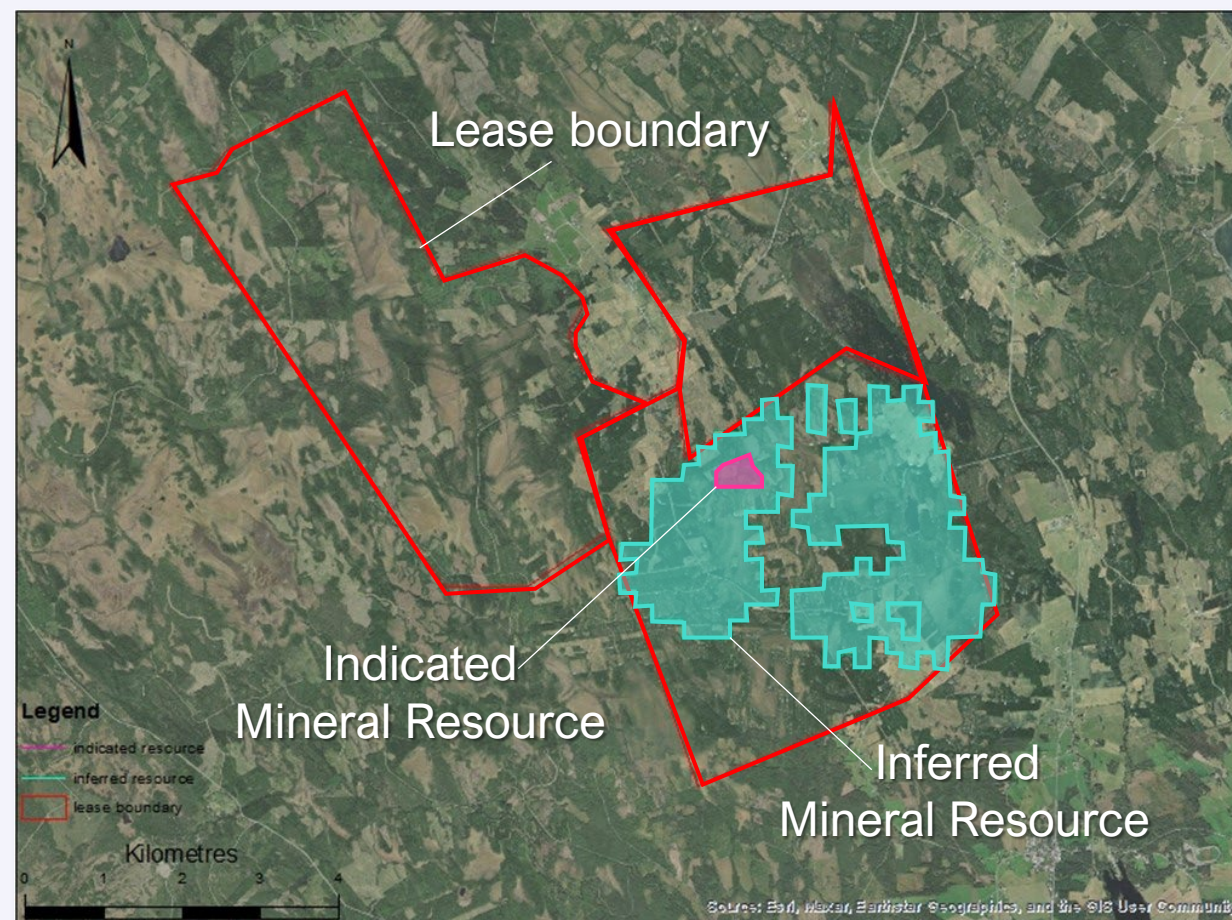 N
Lease boundary
Indicated
Mineral Resource
Inferred
Mineral Resource
Legend
indicated resource
inferred resource
lease boundary
Kilometres
0 1 2 3 4
Source: Esri, Maxar, Earthstar Geographics, and the GIS User Communit